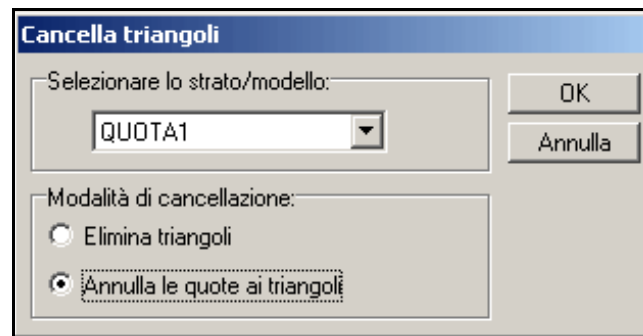 Cancella triangoli
Selezionare lo strato/modello:
QUOTA1
OK
Annulla
Modalità di cancellazione:
Elimina triangoli
Annulla le quote ai triangoli